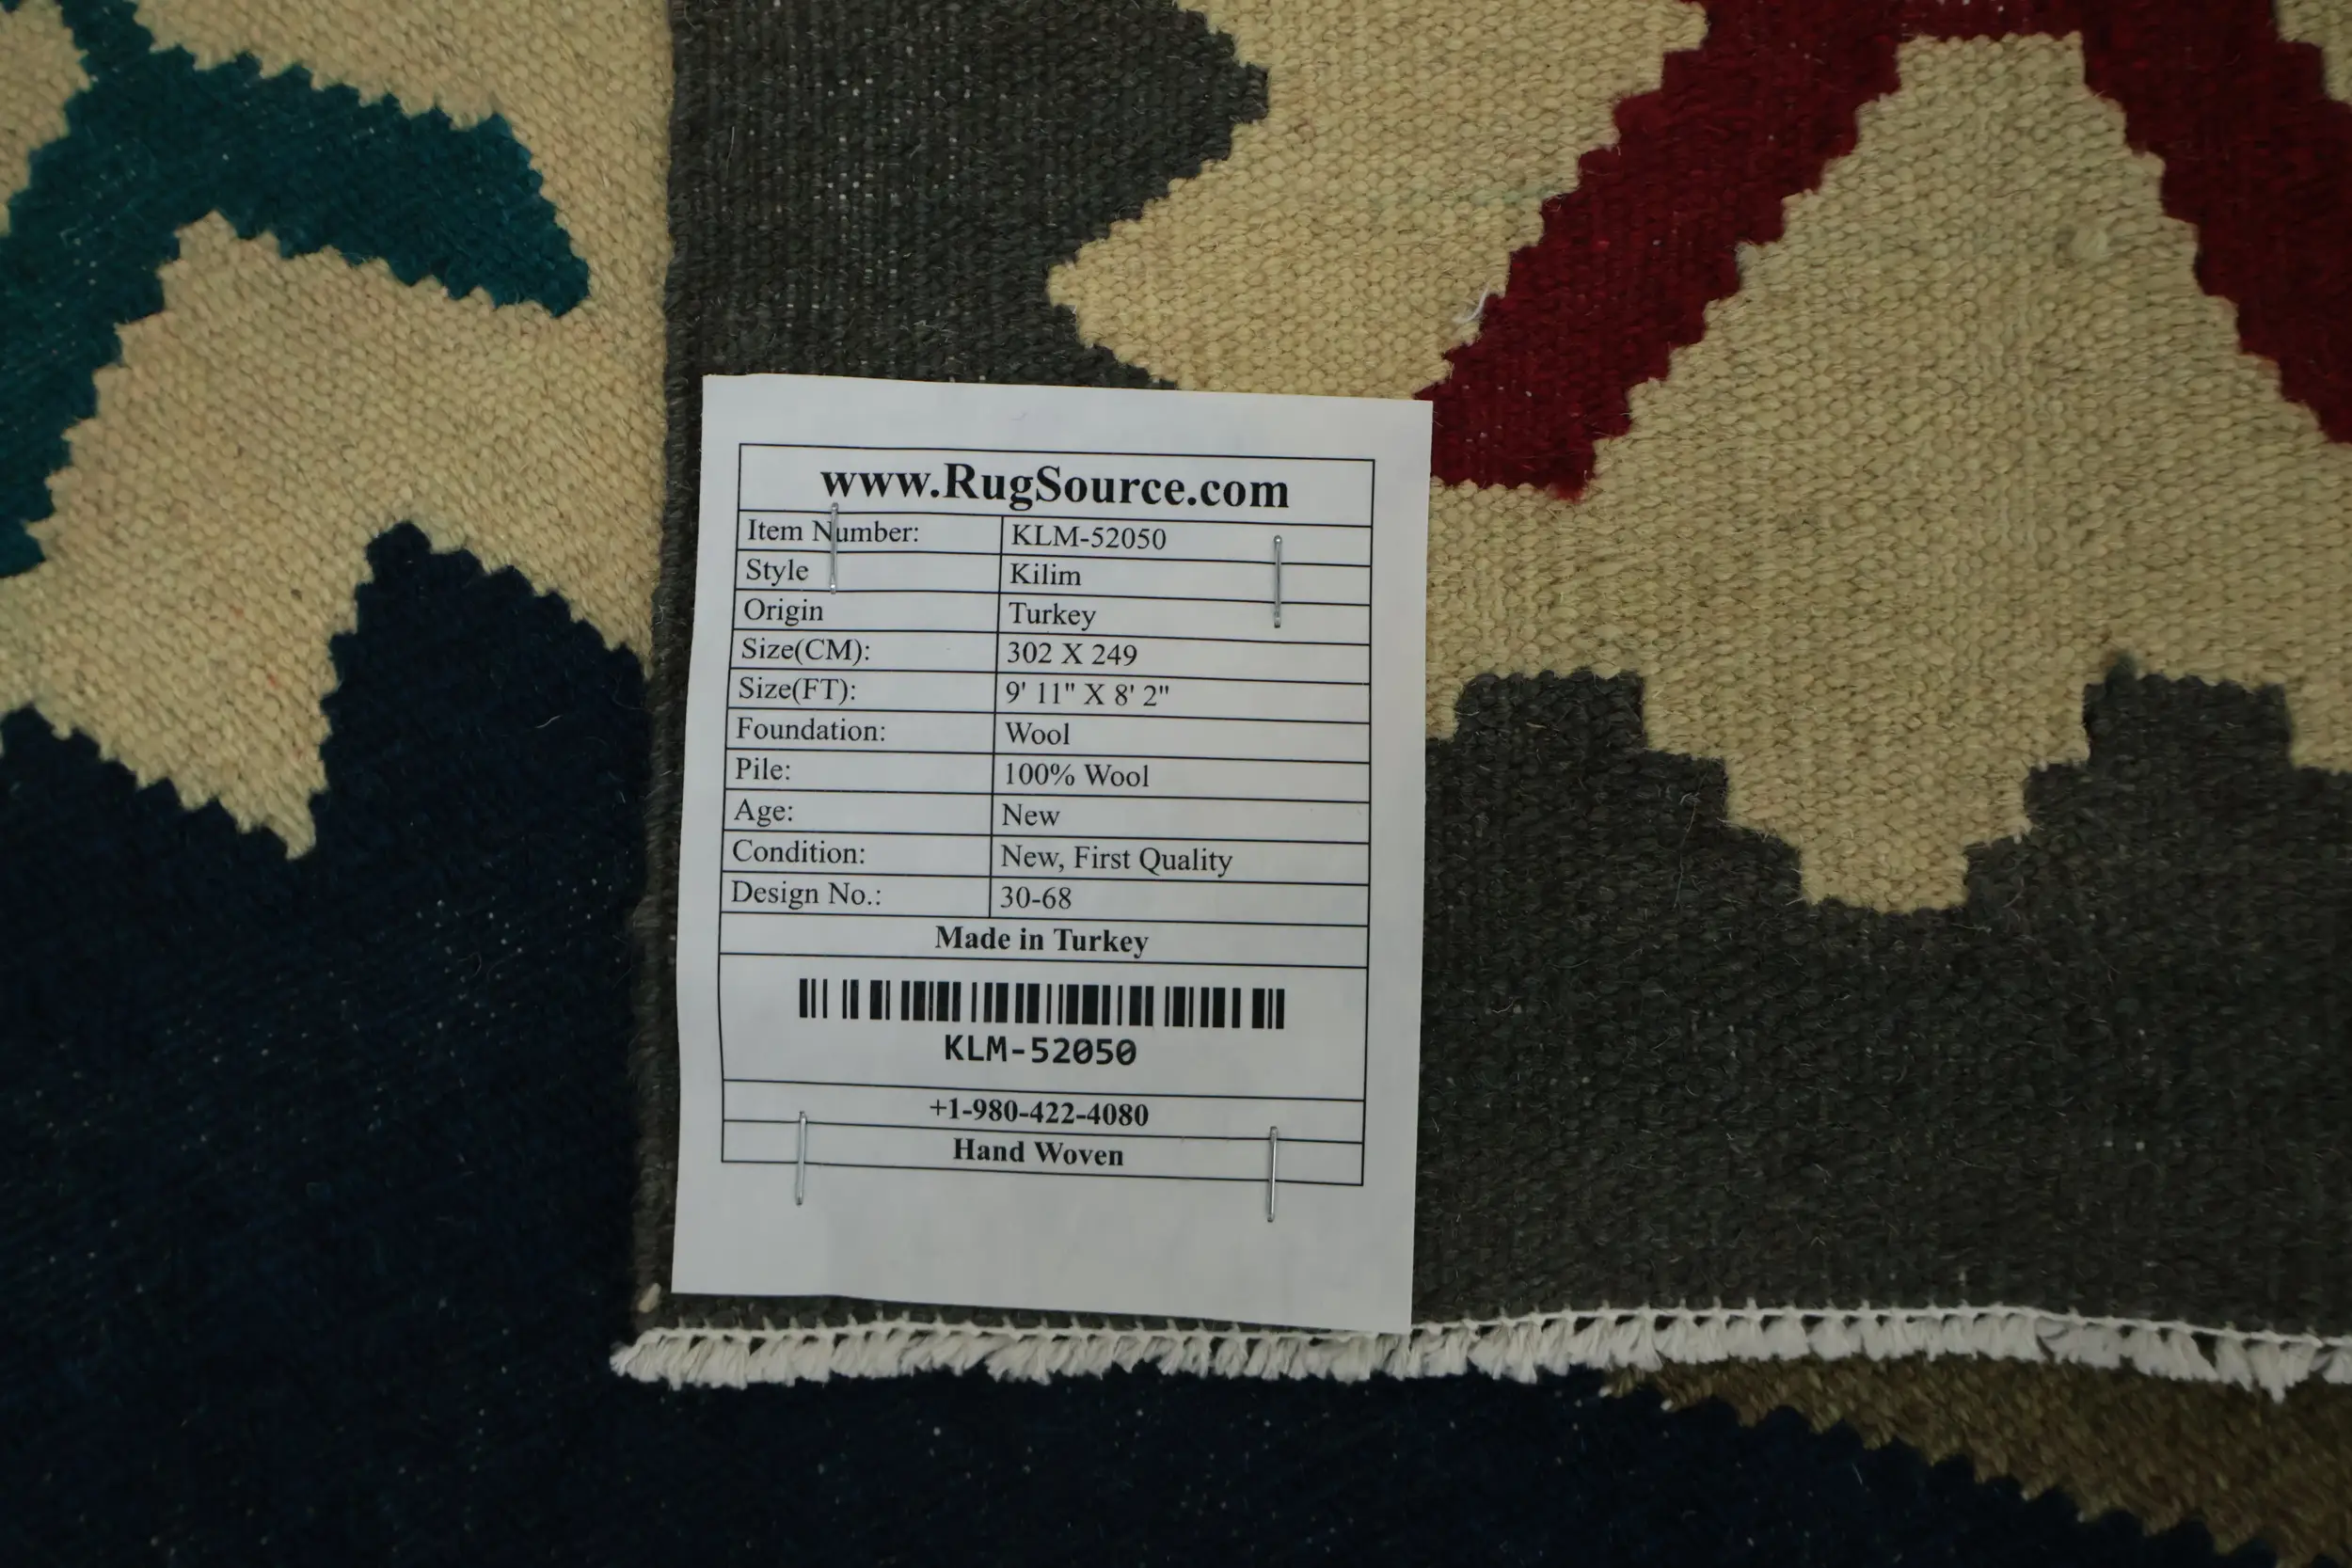 www.RugSource.com
Item Number: KLM-52050
Style Kilim
Origin Turkey
Size(CM): 302 X 249
Size(FT): 9' 11" X 8' 2"
Foundation: Wool
Pile: 100% Wool
Age: New
Condition: New, First Quality
Design No.: 30-68
Made in Turkey
KLM-52050
+1-980-422-4080
Hand Woven